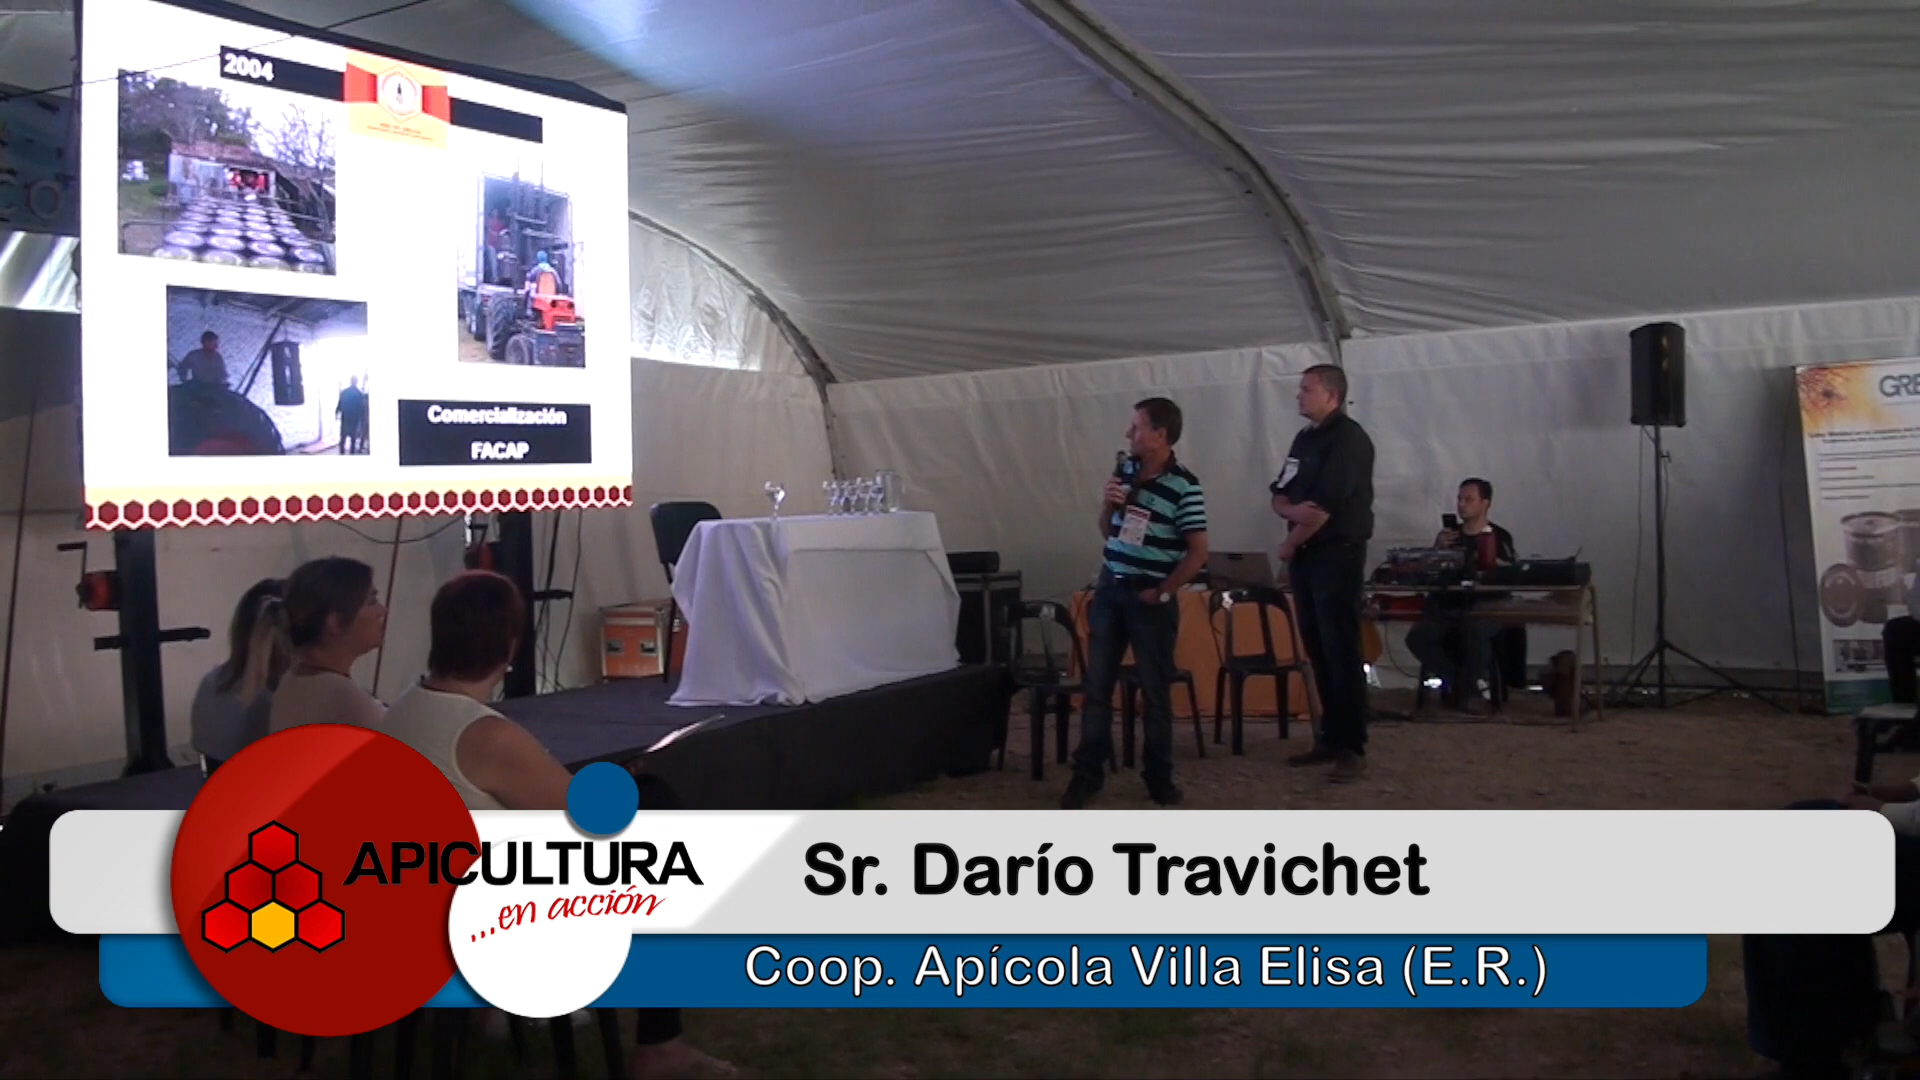 2004
Comercialización
FACAP
GRE
APICULTURA
...en acción
Sr. Darío Travichet
Coop. Apícola Villa Elisa (E.R.)